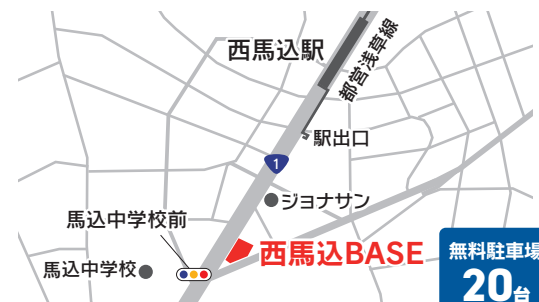 西馬込駅
都営浅草線
駅出口
1
ジョナサン
馬込中学校前
西馬込BASE
馬込中学校
無料駐車場
20台